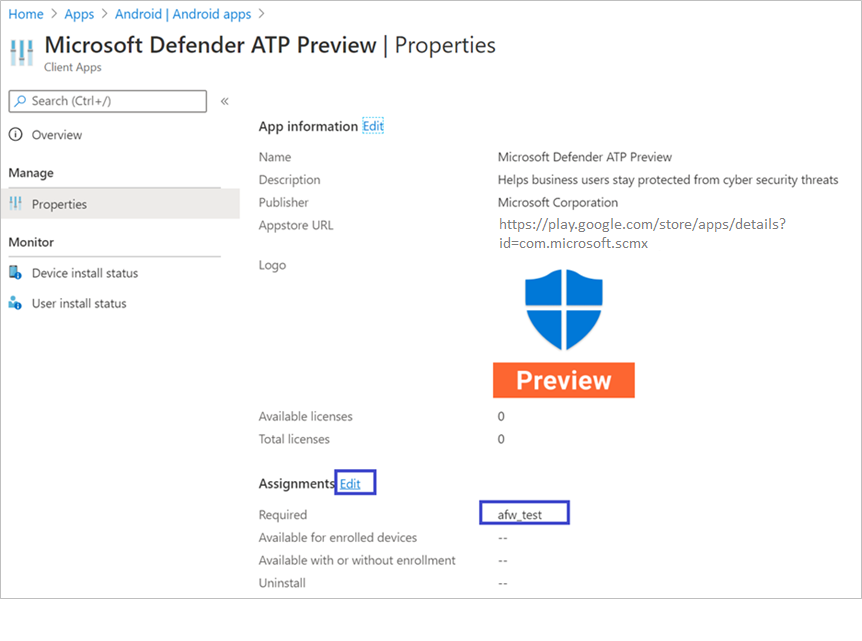 Home > Apps > Android | Android apps >
Microsoft Defender ATP Preview | Properties
Client Apps
Search (Ctrl+/) «
Overview
Manage
Properties
Monitor
Device install status
User install status
App information Edit
Name Microsoft Defender ATP Preview
Description Helps business users stay protected from cyber security threats
Publisher Microsoft Corporation
Appstore URL https://play.google.com/store/apps/details?
id=com.microsoft.scmx
Logo
Preview
Available licenses 0
Total licenses 0
Assignments Edit
Required afw_test
Available for enrolled devices --
Available with or without enrollment --
Uninstall --